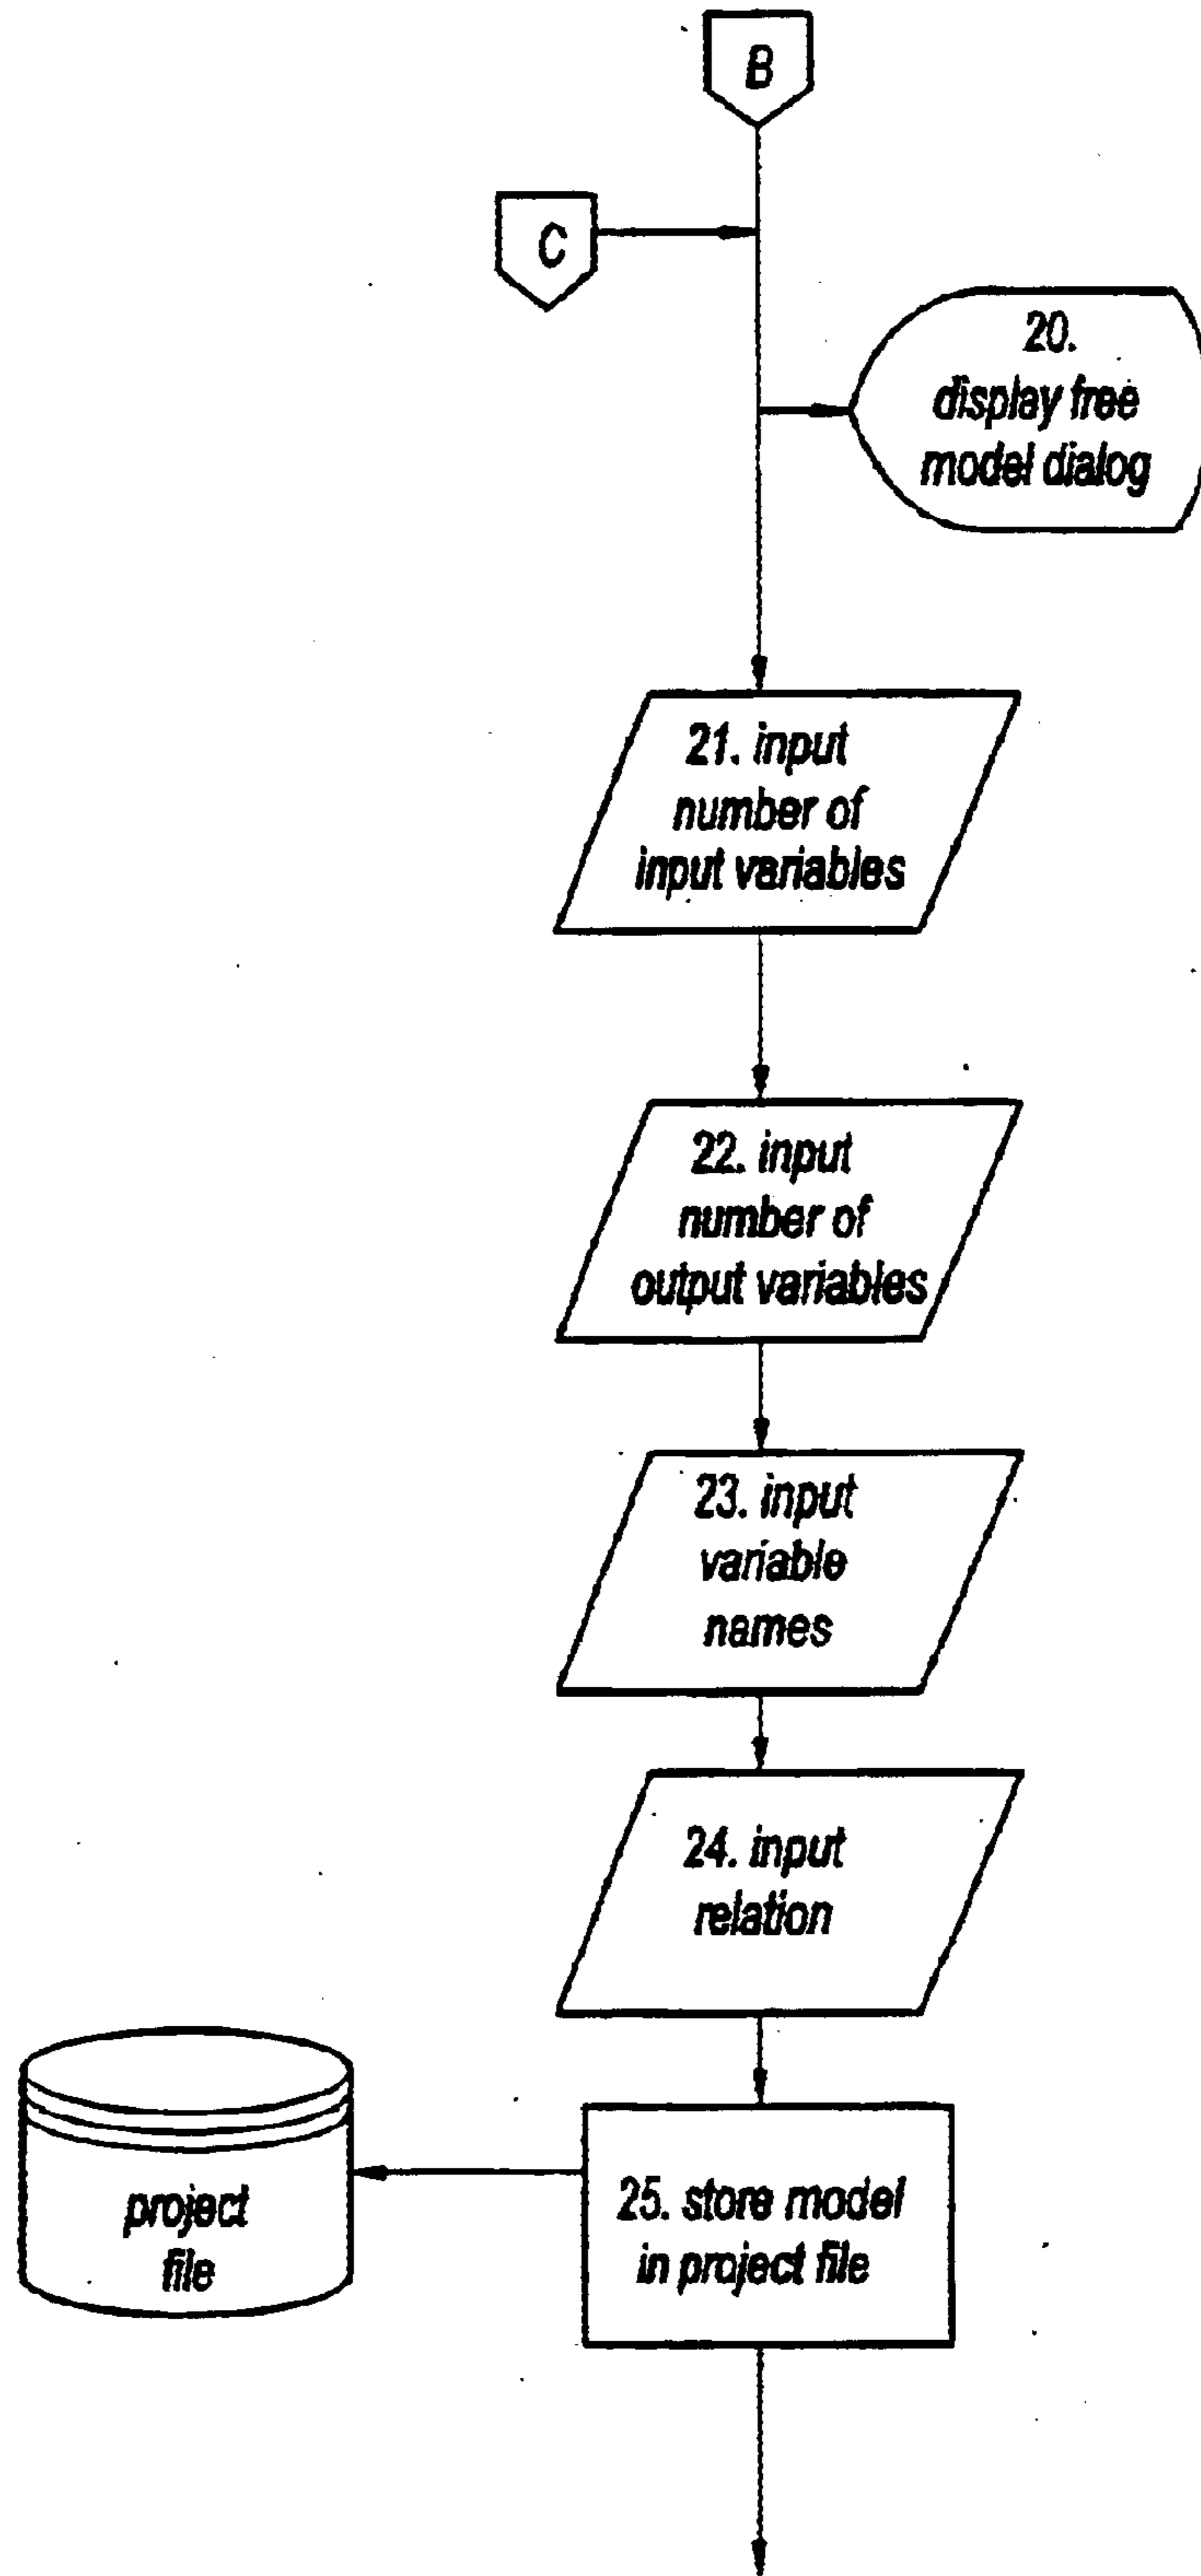 B
C
20.
display free
model dialog
21. input
number of
input variables
22. input
number of
output variables
23. input
variable
names
24. input
relation
25. store model
in project file
project
file